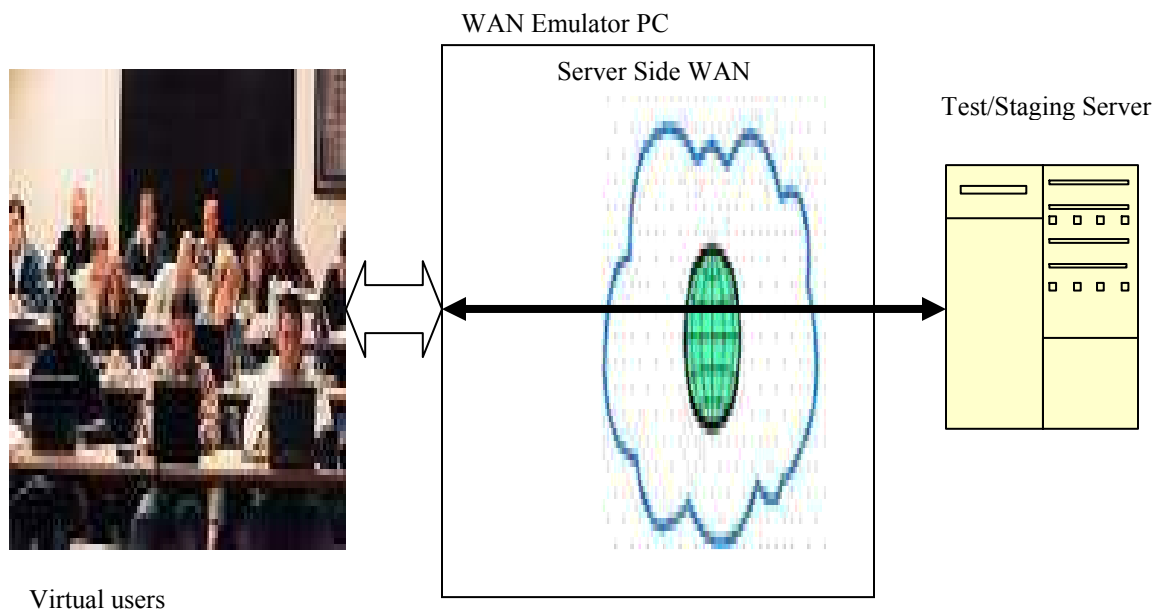 WAN Emulator PC
Server Side WAN
Test/Staging Server
Virtual users